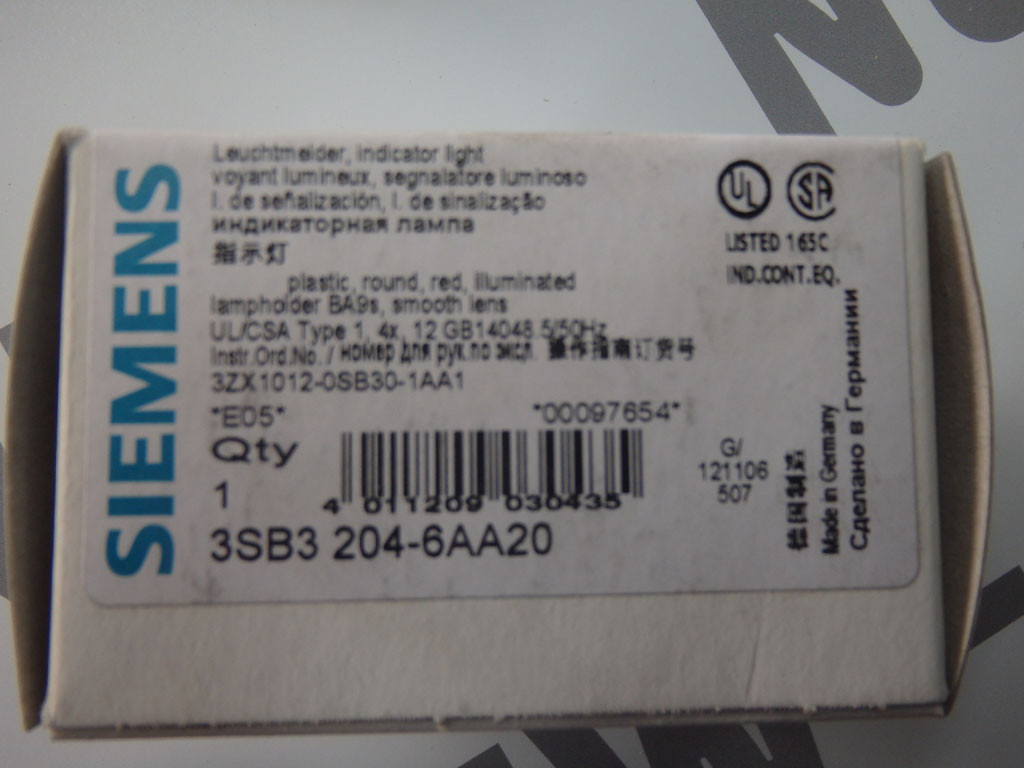 SIEMENS
Leuchtmelder, indicator light
voyant lumineux, segnalatore luminoso
I. de señalización, I. de sinalização
индикаторная лампа
指示灯
plastic, round, red, illuminated
lampholder BA9s, smooth lens
UL/CSA Type 1, 4x, 12 GB14048.5/50Hz
Instr.Ord.No. / номер для рук.по эксп. 操作指南订货号
3ZX1012-0SB30-1AA1
*E05* *00097654*
Qty
1
4 011209 030435
3SB3 204-6AA20
UL SA
LISTED 165C
IND.CONT.EQ.
G/
121106
507
德国制造
Made in Germany
Сделано в Германии